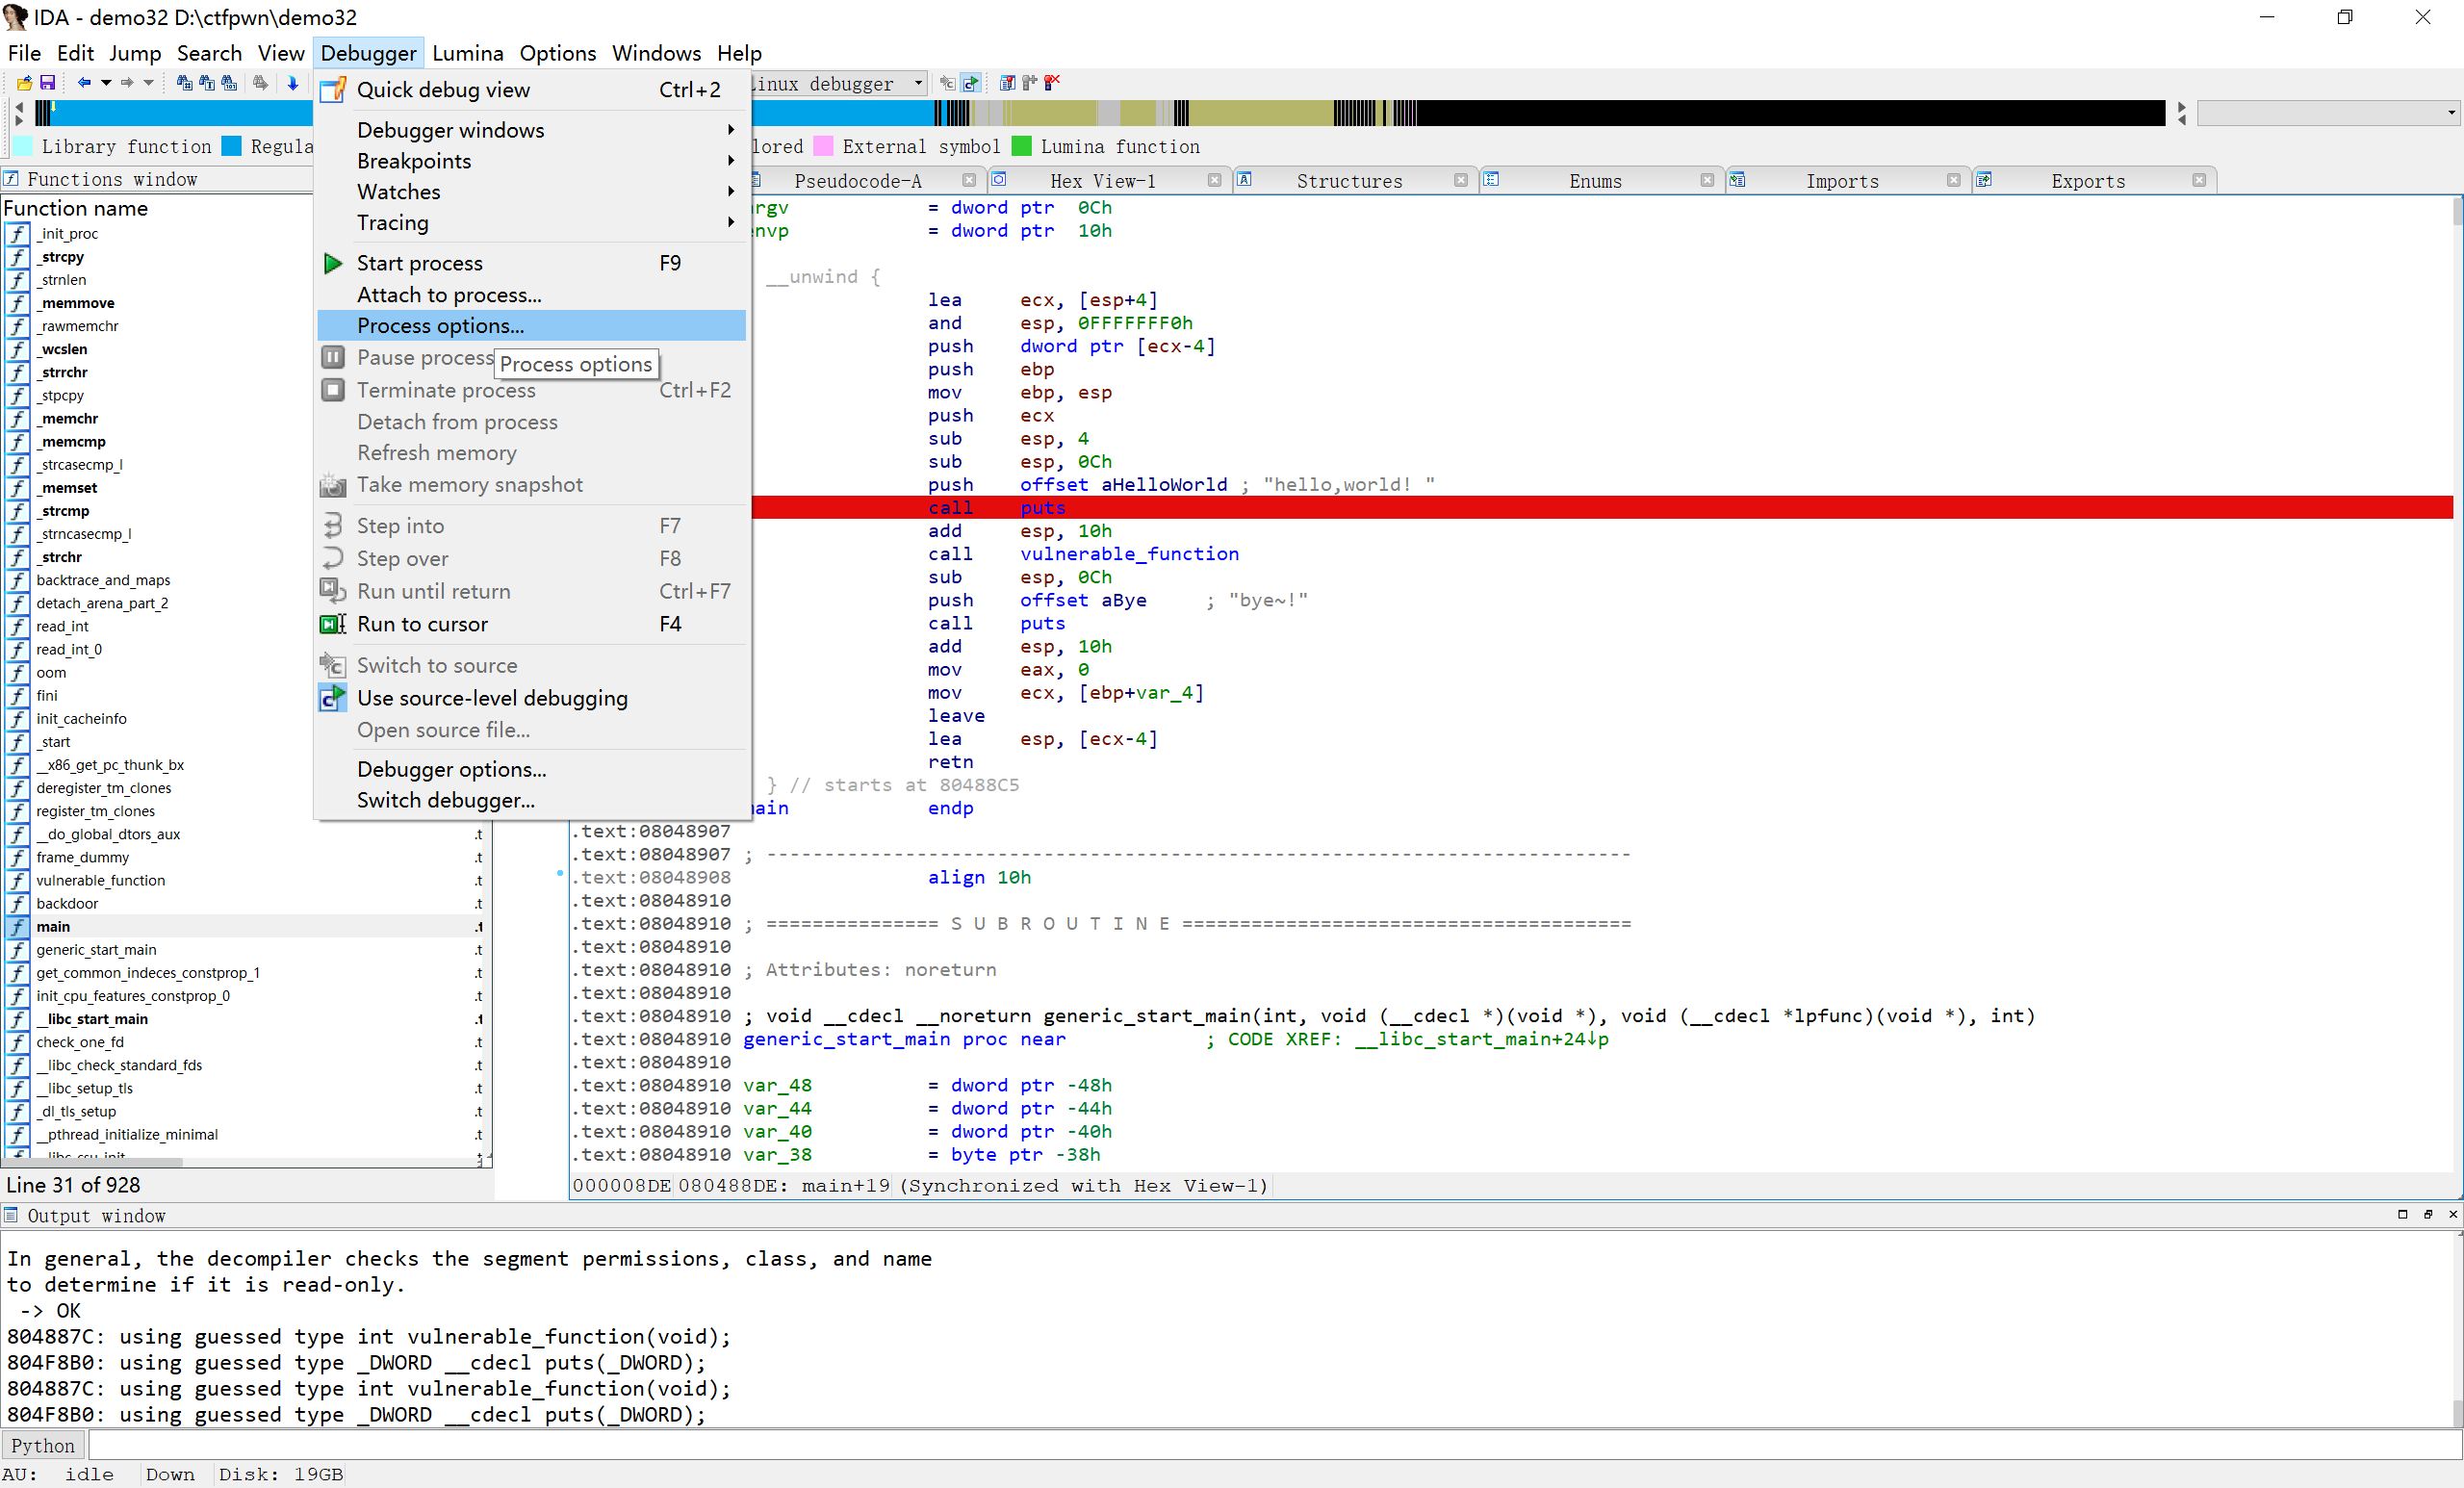 IDA - demo32 D:\ctfpwn\demo32
File Edit Jump Search View Debugger Lumina Options Windows Help
Linux debugger
Library function Regula lored External symbol Lumina function
Functions window
Function name
_init_proc
_strcpy
_strnlen
_memmove
_rawmemchr
_wcslen
_strrchr
_stpcpy
_memchr
_memcmp
_strcasecmp_l
_memset
_strcmp
_strncasecmp_l
_strchr
backtrace_and_maps
detach_arena_part_2
read_int
read_int_0
oom
fini
init_cacheinfo
_start
__x86_get_pc_thunk_bx
deregister_tm_clones
register_tm_clones
__do_global_dtors_aux .t
frame_dummy .t
vulnerable_function .t
backdoor .t
main .t
generic_start_main .t
get_common_indeces_constprop_1 .t
init_cpu_features_constprop_0 .t
__libc_start_main .t
check_one_fd .t
__libc_check_standard_fds .t
__libc_setup_tls .t
_dl_tls_setup .t
__pthread_initialize_minimal .t
__libc_csu_init
Line 31 of 928
Quick debug view Ctrl+2
Debugger windows
Breakpoints
Watches
Tracing
Start process F9
Attach to process...
Process options...
Pause process
Process options
Terminate process Ctrl+F2
Detach from process
Refresh memory
Take memory snapshot
Step into F7
Step over F8
Run until return Ctrl+F7
Run to cursor F4
Switch to source
Use source-level debugging
Open source file...
Debugger options...
Switch debugger...
Pseudocode-A Hex View-1 Structures Enums Imports Exports
rgv = dword ptr 0Ch
nvp = dword ptr 10h
__unwind {
lea ecx, [esp+4]
and esp, 0FFFFFFF0h
push dword ptr [ecx-4]
push ebp
mov ebp, esp
push ecx
sub esp, 4
sub esp, 0Ch
push offset aHelloWorld ; "hello,world! "
call puts
add esp, 10h
call vulnerable_function
sub esp, 0Ch
push offset aBye ; "bye~!"
call puts
add esp, 10h
mov eax, 0
mov ecx, [ebp+var_4]
leave
lea esp, [ecx-4]
retn
} // starts at 80488C5
ain endp
.text:08048907
.text:08048907 ; ---------------------------------------------------------------------------
.text:08048908 align 10h
.text:08048910
.text:08048910 ; =============== S U B R O U T I N E =======================================
.text:08048910
.text:08048910 ; Attributes: noreturn
.text:08048910
.text:08048910 ; void __cdecl __noreturn generic_start_main(int, void (__cdecl *)(void *), void (__cdecl *lpfunc)(void *), int)
.text:08048910 generic_start_main proc near ; CODE XREF: __libc_start_main+24↓p
.text:08048910
.text:08048910 var_48 = dword ptr -48h
.text:08048910 var_44 = dword ptr -44h
.text:08048910 var_40 = dword ptr -40h
.text:08048910 var_38 = byte ptr -38h
000008DE 080488DE: main+19 (Synchronized with Hex View-1)
Output window
In general, the decompiler checks the segment permissions, class, and name
to determine if it is read-only.
-> OK
804887C: using guessed type int vulnerable_function(void);
804F8B0: using guessed type _DWORD __cdecl puts(_DWORD);
804887C: using guessed type int vulnerable_function(void);
804F8B0: using guessed type _DWORD __cdecl puts(_DWORD);
Python
AU: idle Down Disk: 19GB